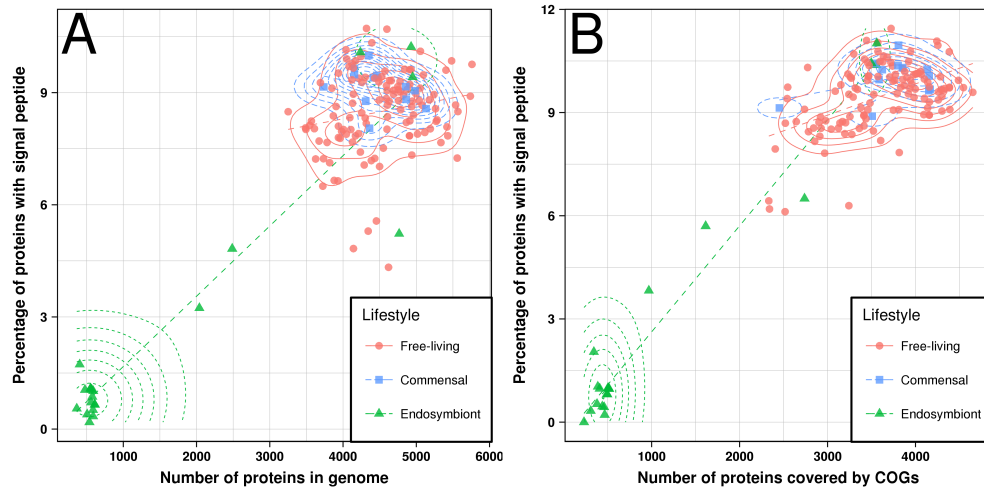 A
Percentage of proteins with signal peptide
9
6
3
0
1000 2000 3000 4000 5000 6000
Number of proteins in genome
Lifestyle
Free-living
Commensal
Endosymbiont
B
Percentage of proteins with signal peptide
12
9
6
3
0
1000 2000 3000 4000
Number of proteins covered by COGs
Lifestyle
Free-living
Commensal
Endosymbiont